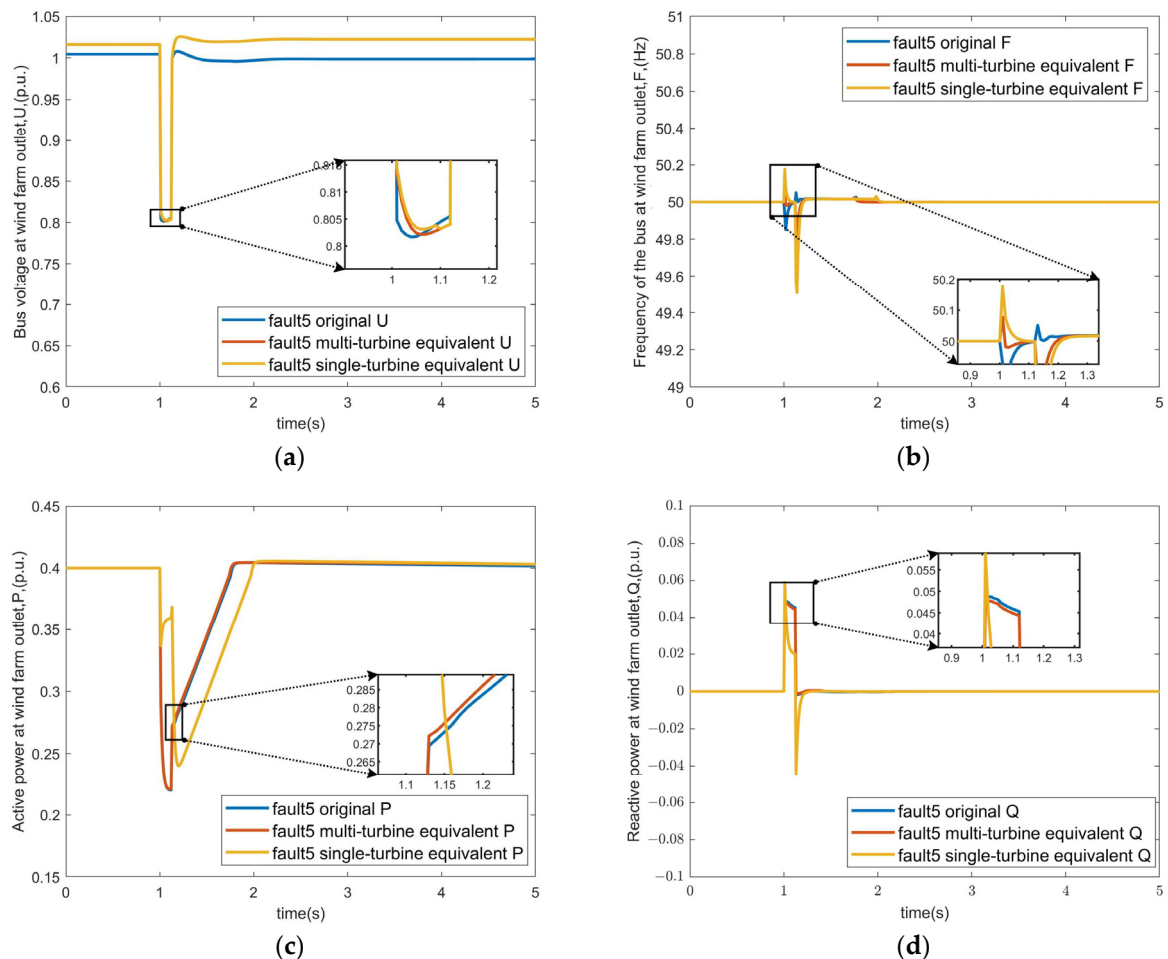 1.05
1
0.95
0.9
0.85
0.8
0.75
0.7
0.65
0.6
Bus vol:age at wind farm outlet,U,(p.u.)
0.815
0.81
0.805
0.8
1
1.1
1.2
fault5 original U
fault5 multi-turbine equivalent U
fault5 single-turbine equivalent U
0 1 2 3 4 5
time(s)
(a)
51
50.8
50.6
50.4
50.2
50
49.8
49.6
49.4
49.2
49
Frequency of the bus at wind farm outlet,F,(Hz)
fault5 original F
fault5 multi-turbine equivalent F
fault5 single-turbine equivalent F
50.2
50.1
50
0.9 1 1.1 1.2 1.3
0 1 2 3 4 5
time(s)
(b)
0.45
0.4
0.35
0.3
0.25
0.2
0.15
Active power at wind farm outlet,P,(p.u.)
0.285
0.28
0.275
0.27
0.265
1.1 1.15 1.2
fault5 original P
fault5 multi-turbine equivalent P
fault5 single-turbine equivalent P
0 1 2 3 4 5
time(s)
(c)
0.1
0.08
0.06
0.04
0.02
0
−0.02
−0.04
−0.06
−0.08
−0.1
Reactive power at wind farm outlet,Q,(p.u.)
0.055
0.05
0.045
0.04
0.9 1 1.1 1.2 1.3
fault5 original Q
fault5 multi-turbine equivalent Q
fault5 single-turbine equivalent Q
0 1 2 3 4 5
time(s)
(d)